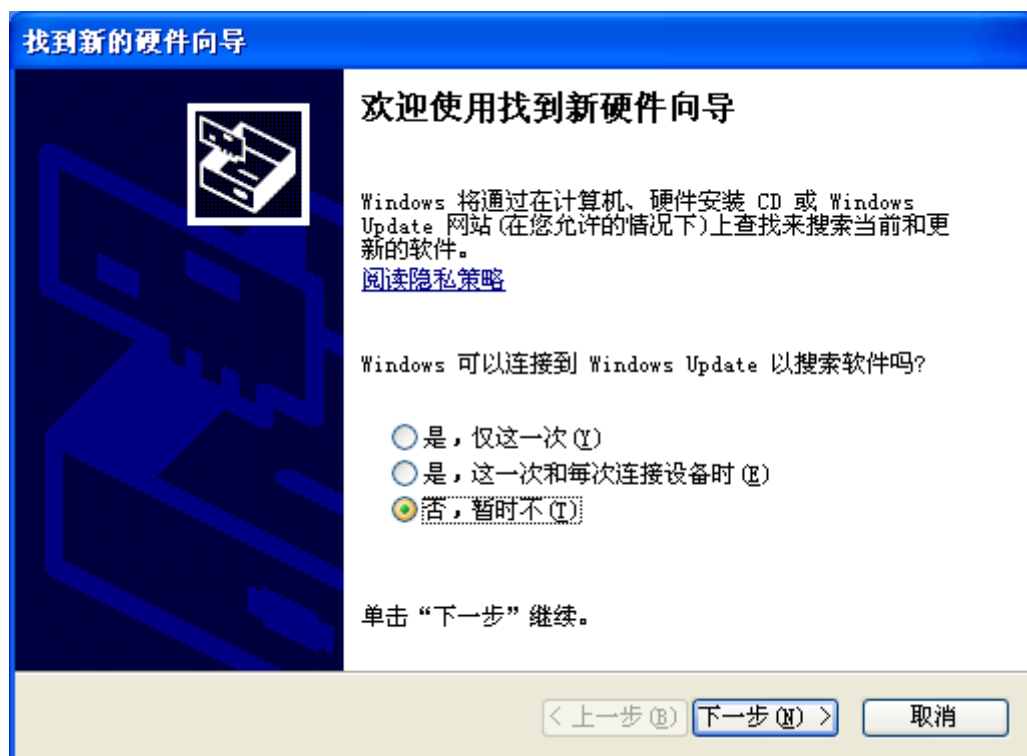 找到新的硬件向导
欢迎使用找到新硬件向导
Windows 将通过在计算机、硬件安装 CD 或 Windows
Update 网站(在您允许的情况下)上查找来搜索当前和更
新的软件。
阅读隐私策略
Windows 可以连接到 Windows Update 以搜索软件吗?
是，仅这一次(Y)
是，这一次和每次连接设备时(E)
否，暂时不(T)
单击“下一步”继续。
< 上一步(B) 下一步(N) > 取消